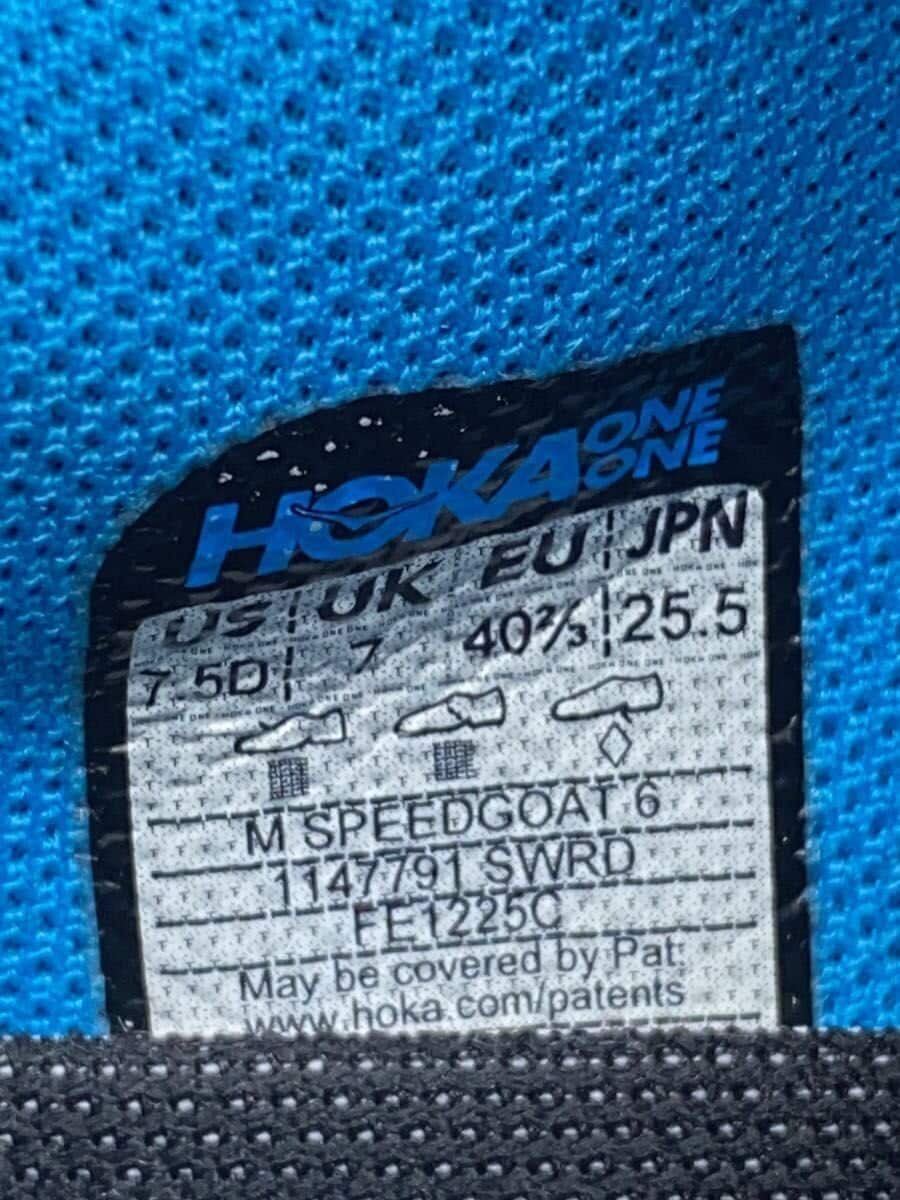 HOKA ONE ONE
US UK EU JPN
7.5D 7 40⅔ 25.5
M SPEEDGOAT 6
1147791 SWRD
FE1225C
May be covered by Pat:
www.hoka.com/patents